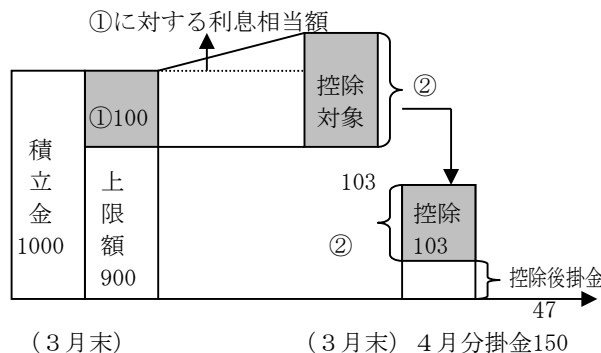 ①に対する利息相当額
①100
控除
対象
②
積
立
金
1000
上
限
額
900
103
②
控除
103
控除後掛金
47
(３月末)
(３月末) ４月分掛金150